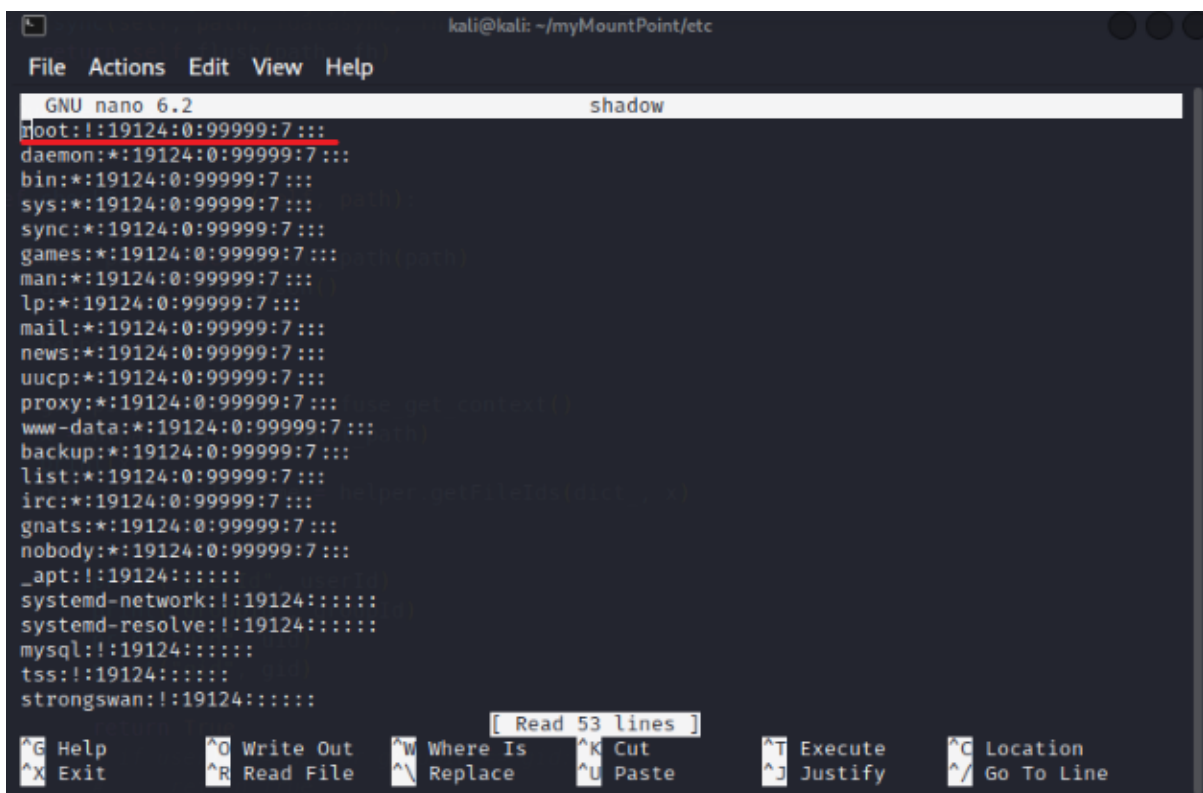 kali@kali: ~/myMountPoint/etc
File Actions Edit View Help
GNU nano 6.2 shadow
root:!:19124:0:99999:7:::
daemon:*:19124:0:99999:7:::
bin:*:19124:0:99999:7:::
sys:*:19124:0:99999:7:::
sync:*:19124:0:99999:7:::
games:*:19124:0:99999:7:::
man:*:19124:0:99999:7:::
lp:*:19124:0:99999:7:::
mail:*:19124:0:99999:7:::
news:*:19124:0:99999:7:::
uucp:*:19124:0:99999:7:::
proxy:*:19124:0:99999:7:::
www-data:*:19124:0:99999:7:::
backup:*:19124:0:99999:7:::
list:*:19124:0:99999:7:::
irc:*:19124:0:99999:7:::
gnats:*:19124:0:99999:7:::
nobody:*:19124:0:99999:7:::
_apt:!:19124::::::
systemd-network:!:19124::::::
systemd-resolve:!:19124::::::
mysql:!:19124::::::
tss:!:19124::::::
strongswan:!:19124::::::
[ Read 53 lines ]
^G Help ^O Write Out ^W Where Is ^K Cut ^T Execute ^C Location
^X Exit ^R Read File ^\ Replace ^U Paste ^J Justify ^/ Go To Line